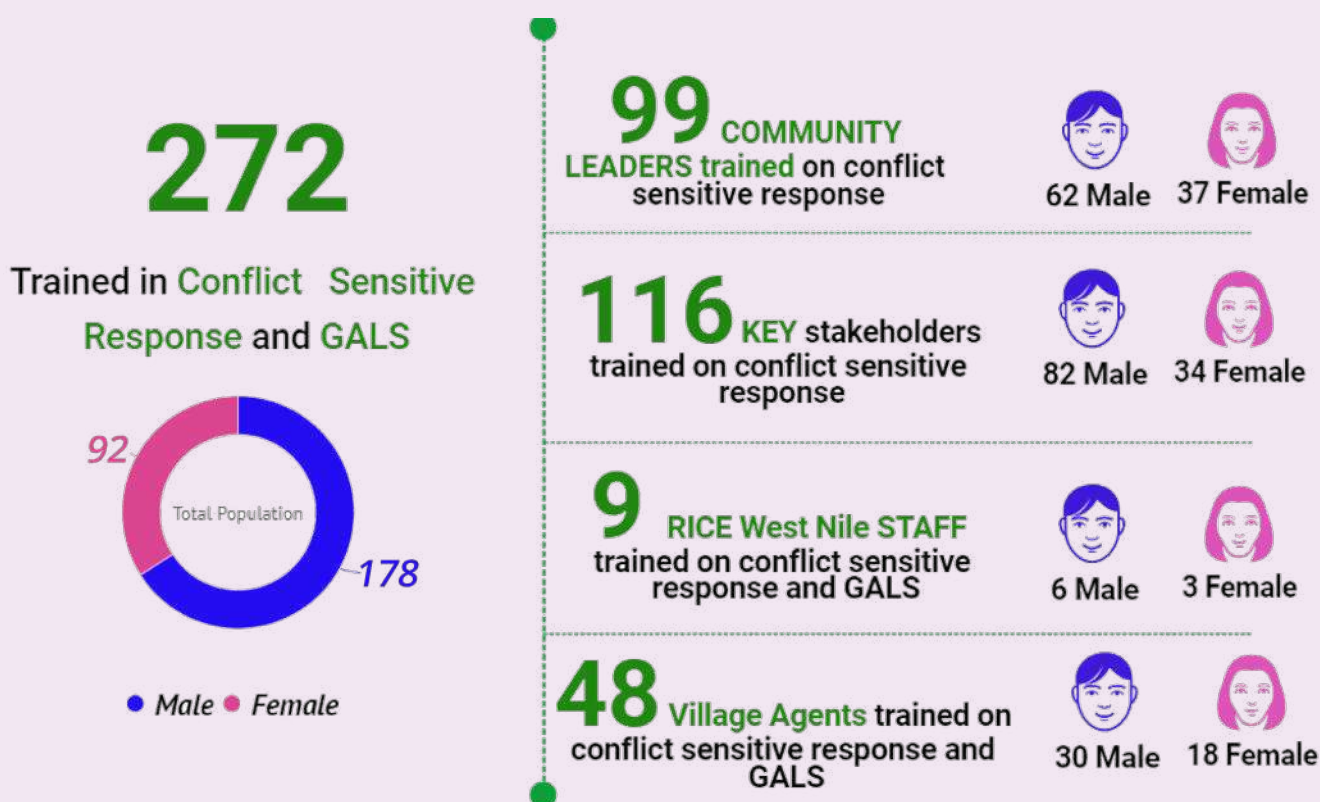 272
Trained in Conflict Sensitive
Response and GALS
92
Total Population
178
Male Female
99 COMMUNITY
LEADERS trained on conflict
sensitive response
62 Male 37 Female
116 KEY stakeholders
trained on conflict sensitive
response
82 Male 34 Female
9 RICE West Nile STAFF
trained on conflict sensitive
response and GALS
6 Male 3 Female
48 Village Agents trained on
conflict sensitive response and
GALS
30 Male 18 Female